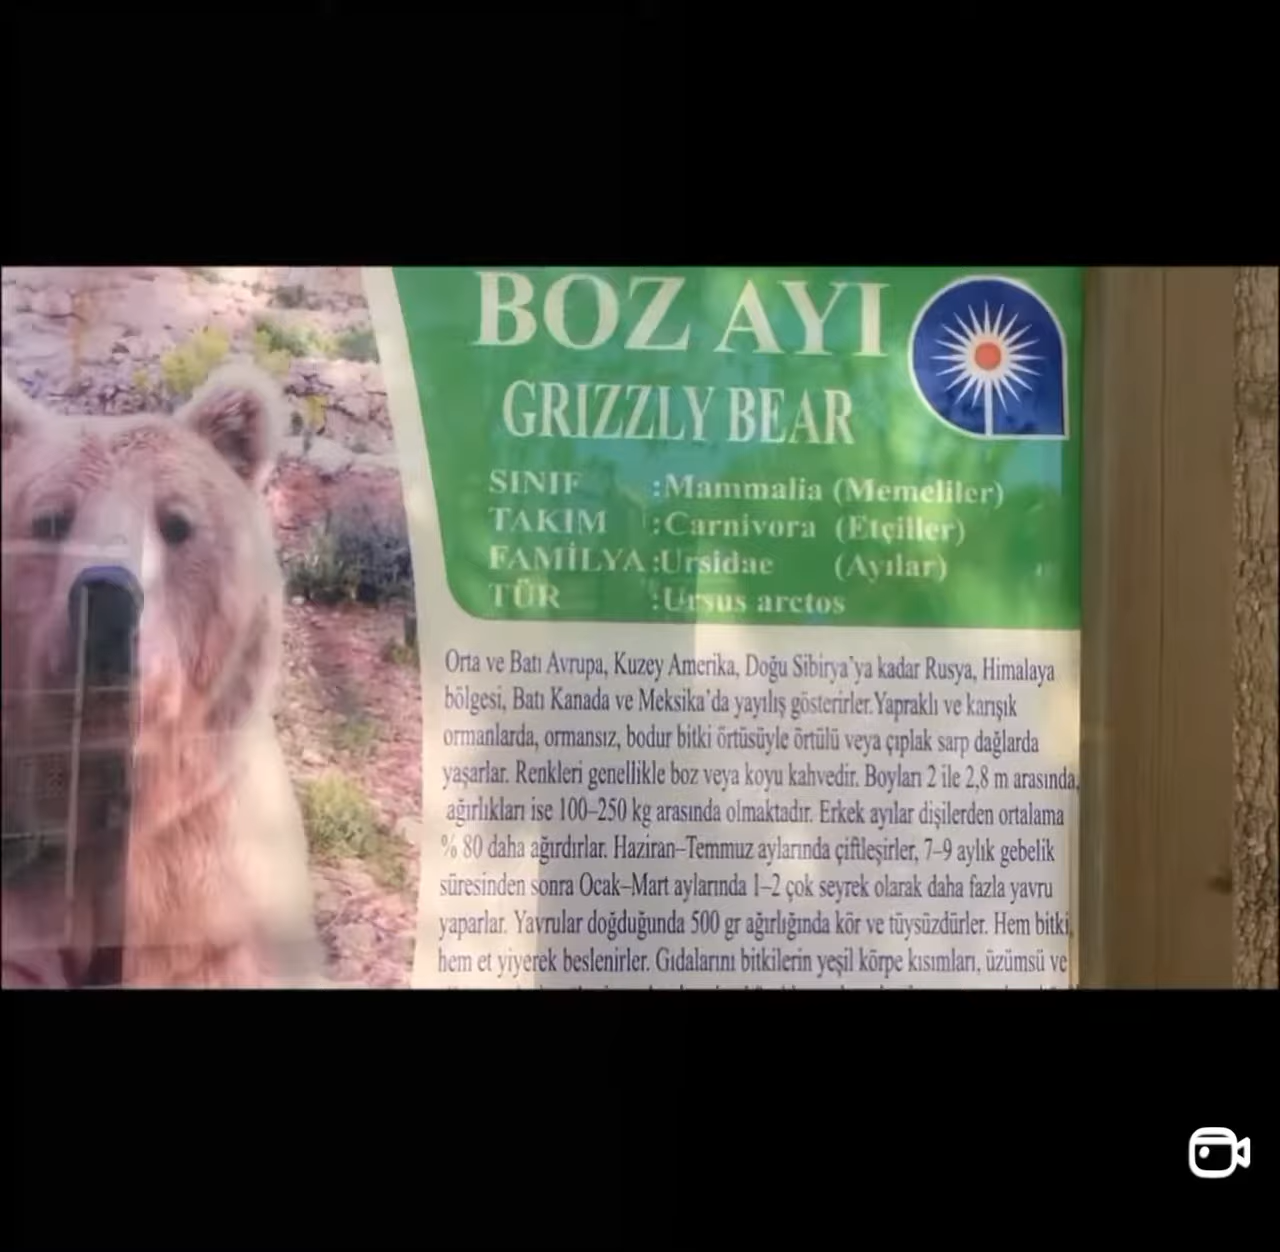 BOZ AYI
GRIZZLY BEAR
SINIF :Mammalia (Memeliler)
TAKIM :Carnivora (Etçiller)
FAMİLYA :Ursidae (Ayılar)
TÜR :Ursus arctos
Orta ve Batı Avrupa, Kuzey Amerika, Doğu Sibirya'ya kadar Rusya, Himalaya
bölgesi, Batı Kanada ve Meksika'da yayılış gösterirler.Yapraklı ve karışık
ormanlarda, ormansız, bodur bitki örtüsüyle örtülü veya çıplak sarp dağlarda
yaşarlar. Renkleri genellikle boz veya koyu kahvedir. Boyları 2 ile 2,8 m arasında,
ağırlıkları ise 100–250 kg arasında olmaktadır. Erkek ayılar dişilerden ortalama
% 80 daha ağırdırlar. Haziran–Temmuz aylarında çiftleşirler, 7–9 aylık gebelik
süresinden sonra Ocak–Mart aylarında 1–2 çok seyrek olarak daha fazla yavru
yaparlar. Yavrular doğduğunda 500 gr ağırlığında kör ve tüysüzdürler. Hem bitki,
hem et yiyerek beslenirler. Gıdalarını bitkilerin yeşil körpe kısımları, üzümsü ve